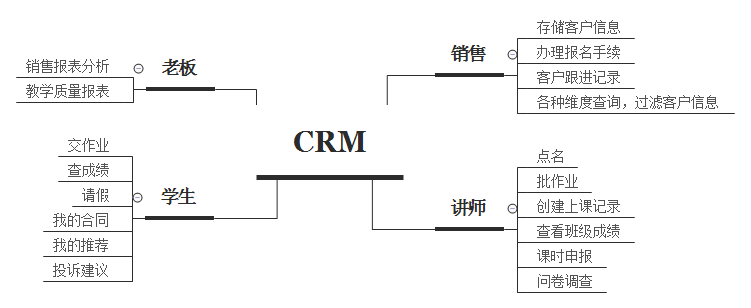 CRM
老板
销售报表分析
教学质量报表
学生
交作业
查成绩
请假
我的合同
我的推荐
投诉建议
销售
存储客户信息
办理报名手续
客户跟进记录
各种维度查询，过滤客户信息
讲师
点名
批作业
创建上课记录
查看班级成绩
课时申报
问卷调查